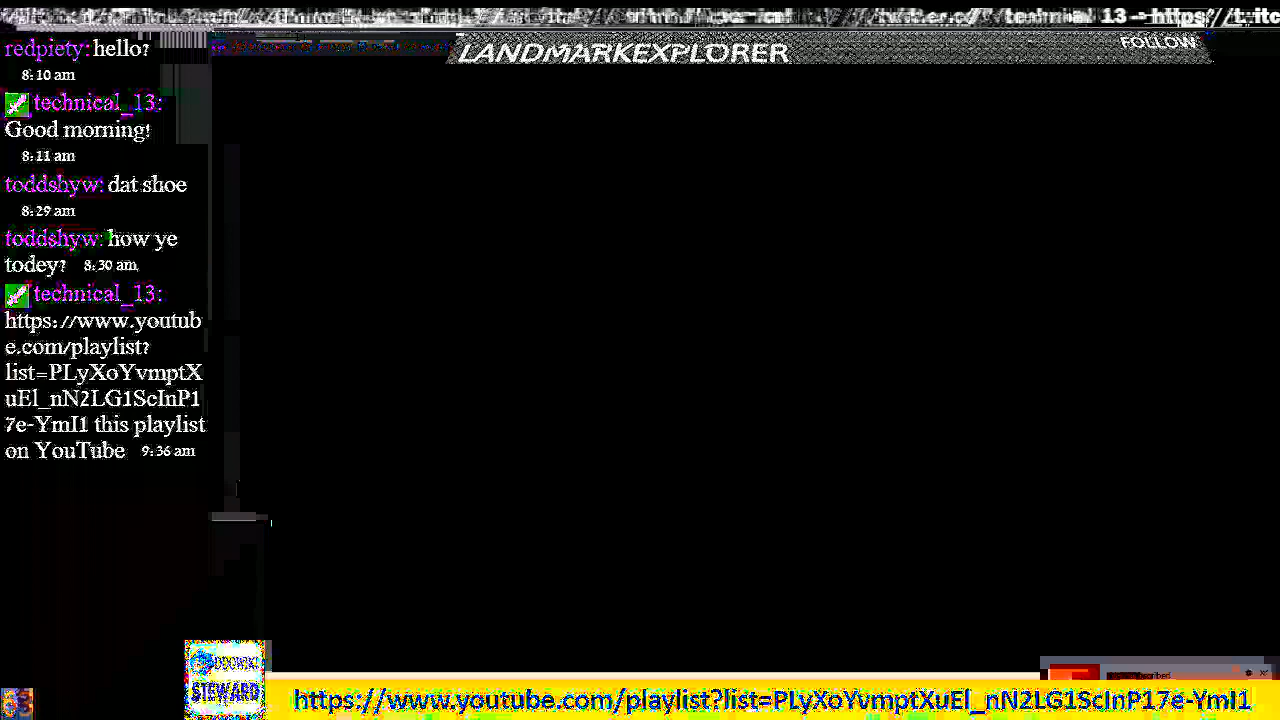 technical_13 - https://t
LANDMARKEXPLORER
FOLLOW
redpiety: hello?
8:10 am
technical_13:
Good morning!
8:11 am
toddshyw: dat shoe
8:29 am
toddshyw: how ye
todey? 8:30 am
technical_13:
https://www.youtub
e.com/playlist?
list=PLyXoYvmptX
uEl_nN2LG1ScInP1
7e-YmI1 this playlist
on YouTube 9:36 am
STEWARD
https://www.youtube.com/playlist?list=PLyXoYvmptXuEl_nN2LG1ScInP17e-YmI1